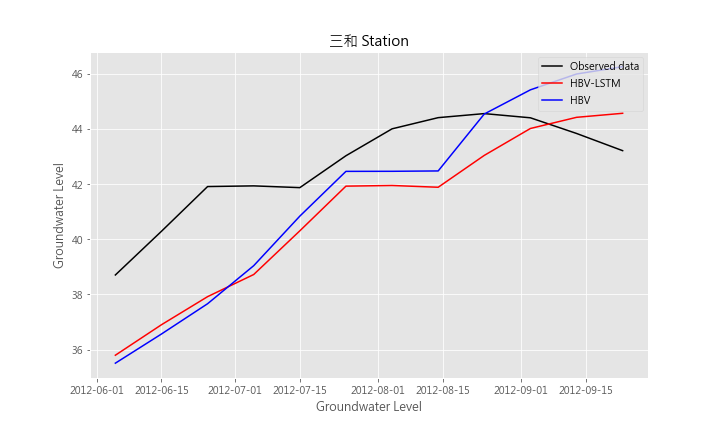 三和 Station
Observed data
HBV-LSTM
HBV
Groundwater Level
46
44
42
40
38
36
2012-06-01 2012-06-15 2012-07-01 2012-07-15 2012-08-01 2012-08-15 2012-09-01 2012-09-15
Groundwater Level